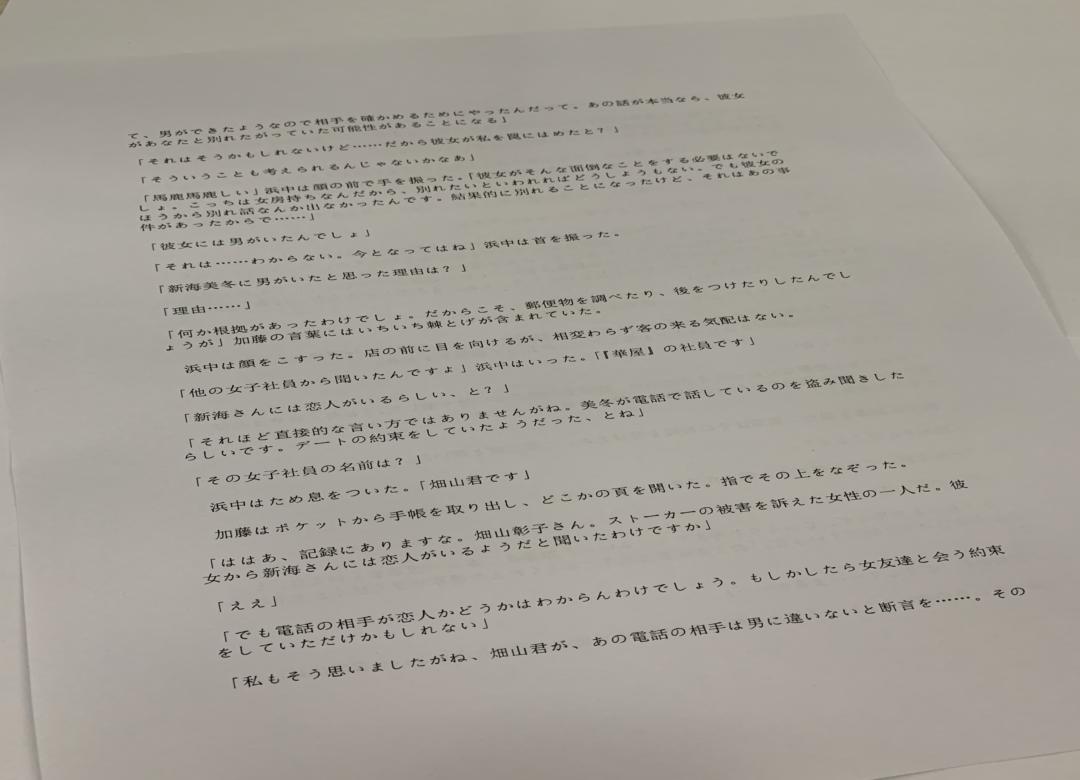 て、男ができたようなので相手を確かめるためにやったんだって。あの話が本当なら、彼女
があなたと別れたがっていた可能性があることになる」
「それはそうかもしれないけど……だから彼女が私を罠にはめたと？」
「そういうことも考えられるんじゃないかなあ」
「馬鹿馬鹿しい」浜中は顔の前で手を振った。「彼女がそんな面倒なことをする必要はないで
しょ。こっちは女房持ちなんだから、別れたいといわれればどうしようもない。でも彼女の
ほうから別れ話なんか出なかったんです。結果的に別れることになったけど、それはあの事
件があったからで……」
「彼女には男がいたんでしょ」
「それは……わからない。今となってはね」浜中は首を振った。
「新海美冬に男がいたと思った理由は？」
「理由……」
「何か根拠があったわけでしょ。だからこそ、郵便物を調べたり、後をつけたりしたんでし
ょうが」加藤の言葉にはいちいち棘とげが含まれていた。
浜中は顔をこすった。店の前に目を向けるが、相変わらず客の来る気配はない。
「他の女子社員から聞いたんですよ」浜中はいった。「『華屋』の社員です」
「新海さんには恋人がいるらしい、と？」
「それほど直接的な言い方ではありませんがね。美冬が電話で話しているのを盗み聞きした
らしいです。デートの約束をしていたようだった、とね」
「その女子社員の名前は？」
浜中はため息をついた。「畑山君です」
加藤はポケットから手帳を取り出し、どこかの頁を開いた。指でその上をなぞった。
「ははあ、記録にありますな。畑山彰子さん。ストーカーの被害を訴えた女性の一人だ。彼
女から新海さんには恋人がいるようだと聞いたわけですか」
「ええ」
「でも電話の相手が恋人かどうかはわからんわけでしょう。もしかしたら女友達と会う約束
をしていただけかもしれない」
「私もそう思いましたがね、畑山君が、あの電話の相手は男に違いないと断言を……。その